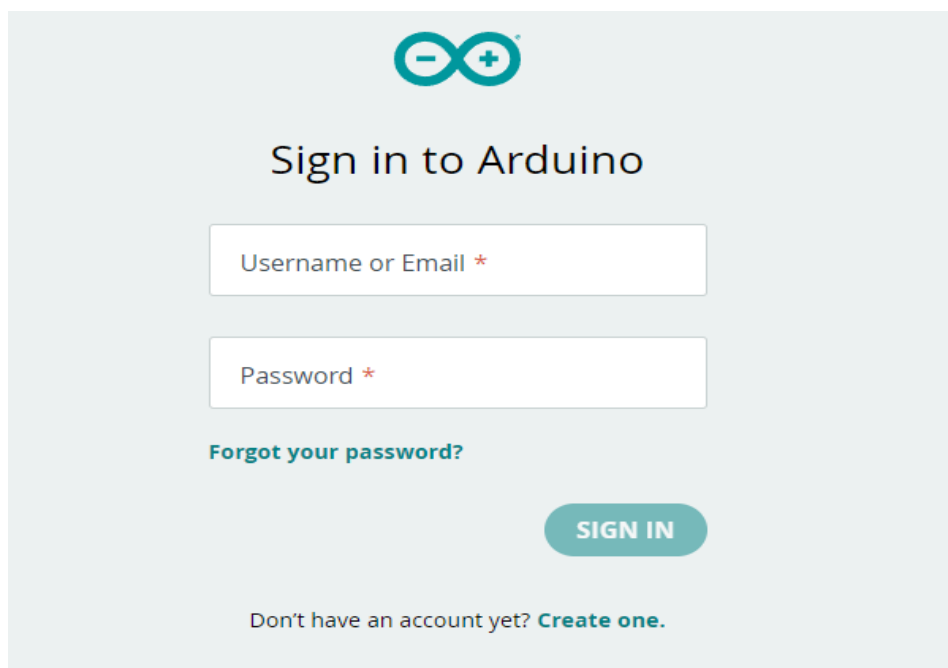 Sign in to Arduino
Username or Email *
Password *
Forgot your password?
SIGN IN
Don’t have an account yet? Create one.